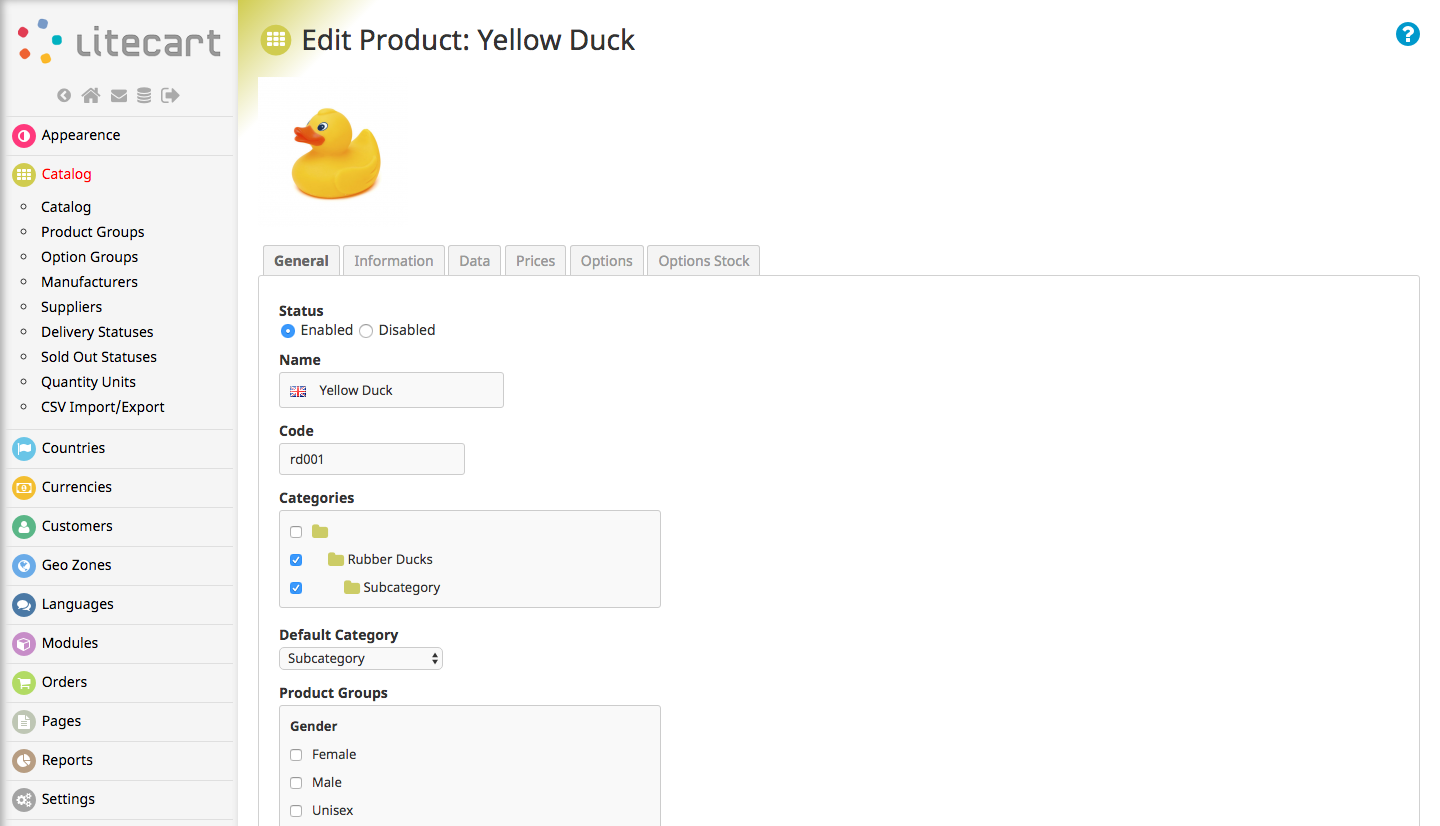 litecart
Edit Product: Yellow Duck
?
Appearence
Catalog
Catalog
Product Groups
Option Groups
Manufacturers
Suppliers
Delivery Statuses
Sold Out Statuses
Quantity Units
CSV Import/Export
Countries
Currencies
Customers
Geo Zones
Languages
Modules
Orders
Pages
Reports
Settings
General Information Data Prices Options Options Stock
Status
Enabled Disabled
Name
Yellow Duck
Code
rd001
Categories
Rubber Ducks
Subcategory
Default Category
Subcategory
Product Groups
Gender
Female
Male
Unisex